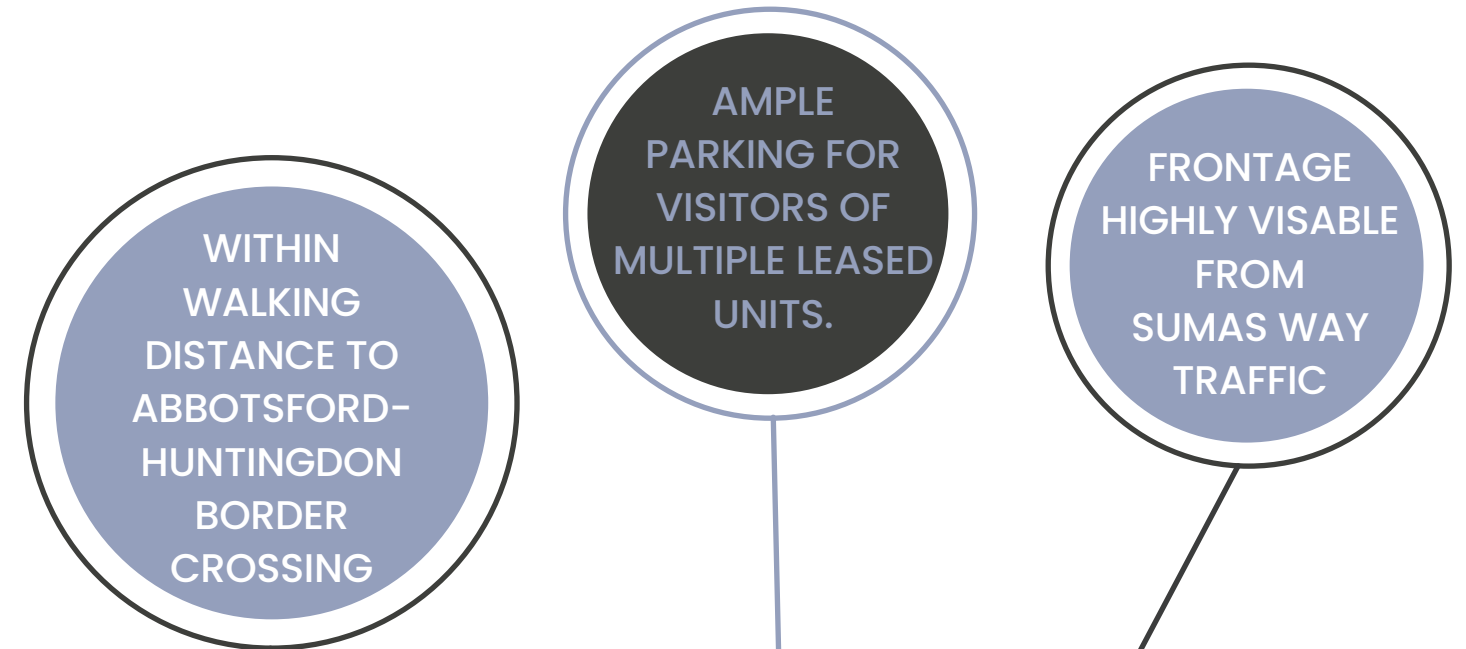 WITHIN
WALKING
DISTANCE TO
ABBOTSFORD-
HUNTINGDON
BORDER
CROSSING
AMPLE
PARKING FOR
VISITORS OF
MULTIPLE LEASED
UNITS.
FRONTAGE
HIGHLY VISABLE
FROM
SUMAS WAY
TRAFFIC